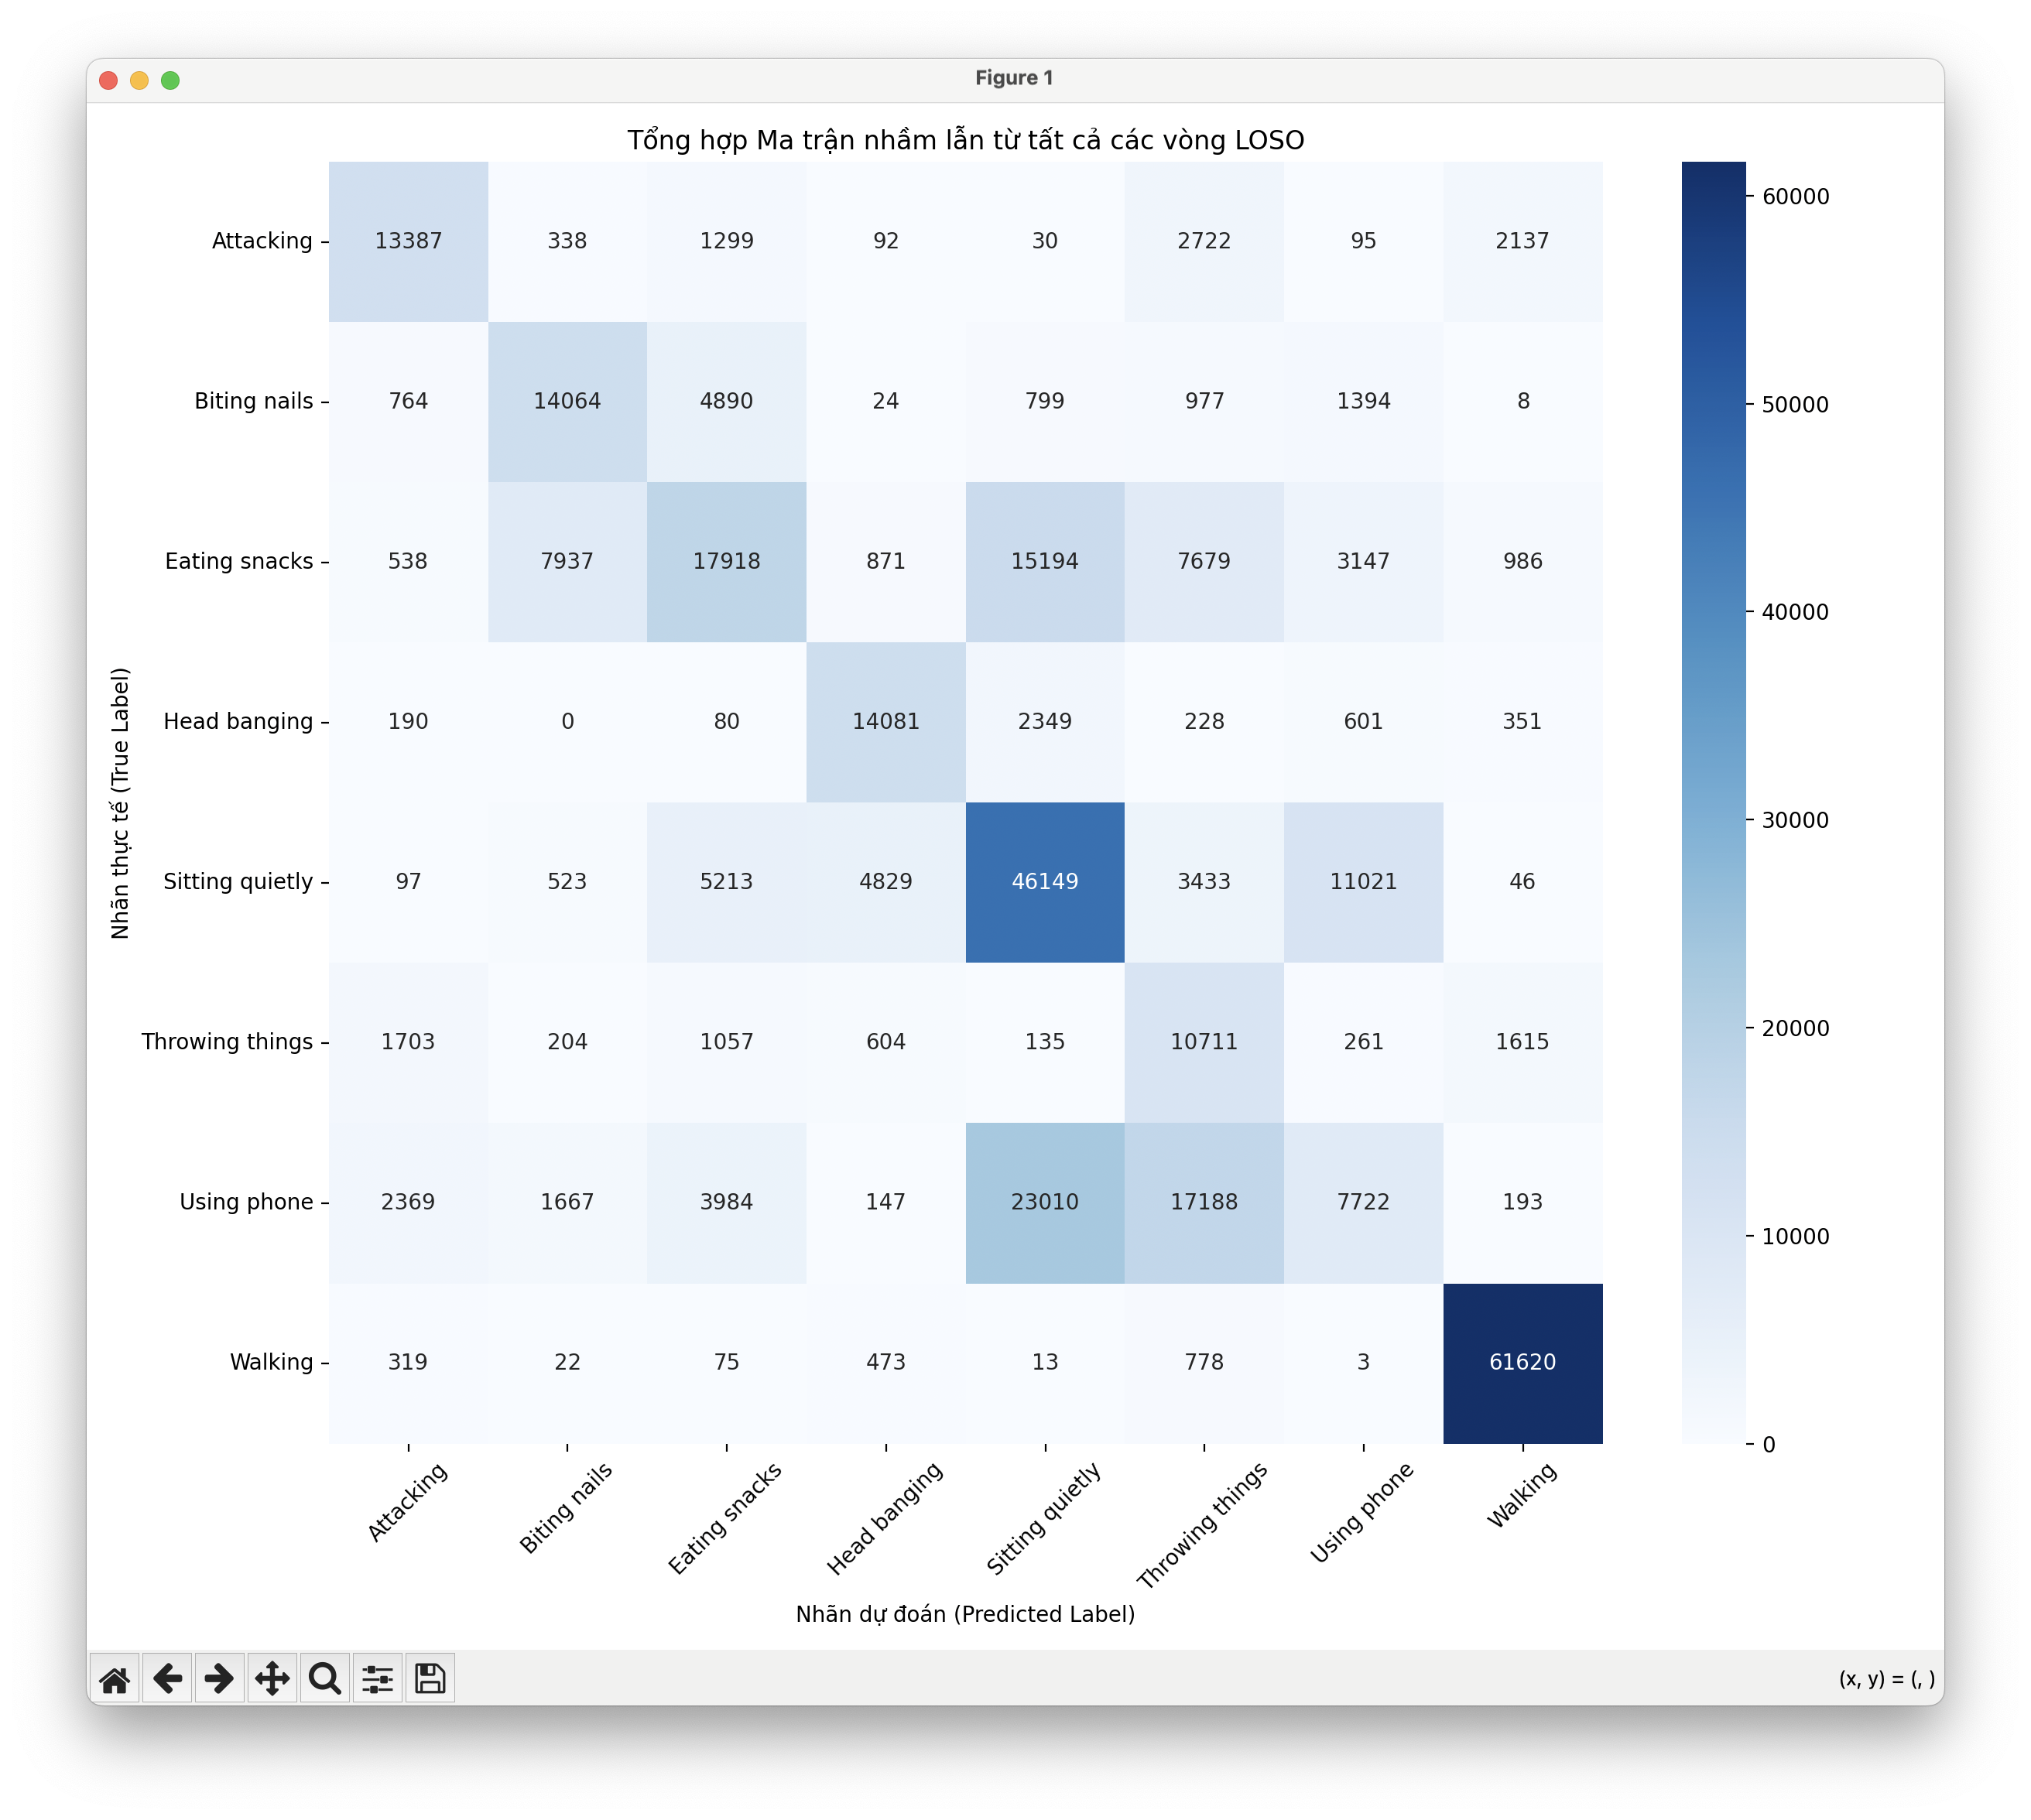 Figure 1
Tổng hợp Ma trận nhầm lẫn từ tất cả các vòng LOSO
Nhãn thực tế (True Label)
Attacking 13387 338 1299 92 30 2722 95 2137
Biting nails 764 14064 4890 24 799 977 1394 8
Eating snacks 538 7937 17918 871 15194 7679 3147 986
Head banging 190 0 80 14081 2349 228 601 351
Sitting quietly 97 523 5213 4829 46149 3433 11021 46
Throwing things 1703 204 1057 604 135 10711 261 1615
Using phone 2369 1667 3984 147 23010 17188 7722 193
Walking 319 22 75 473 13 778 3 61620
Attacking Biting nails Eating snacks Head banging Sitting quietly Throwing things Using phone Walking
Nhãn dự đoán (Predicted Label)
60000
50000
40000
30000
20000
10000
0
(x, y) = (, )